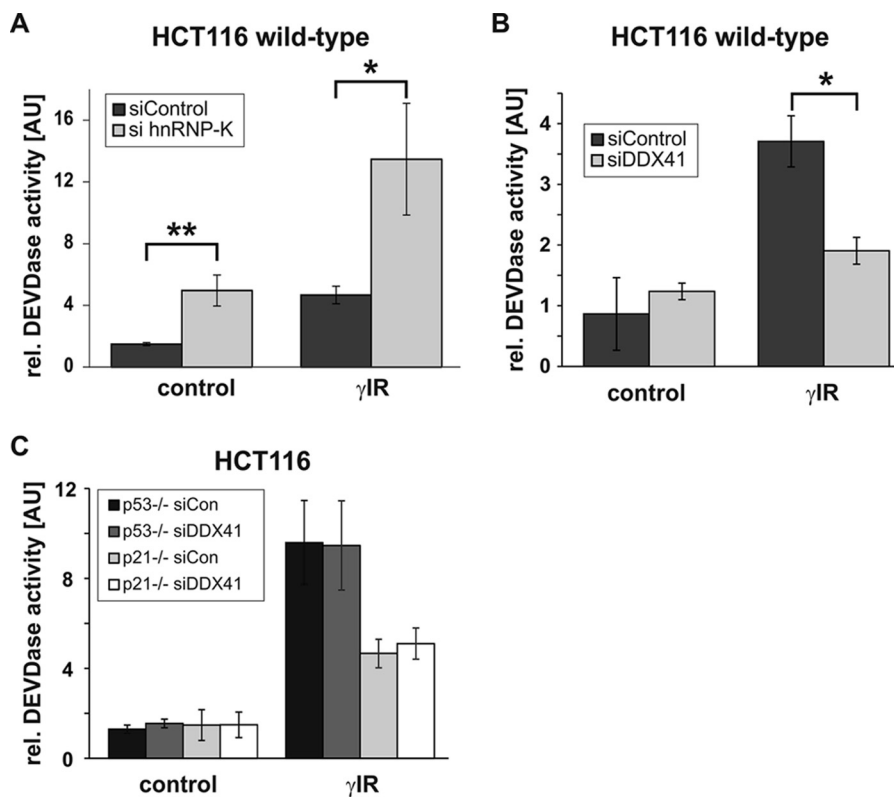 A
HCT116 wild-type
rel. DEVDase activity [AU]
16
12
8
4
0
siControl
si hnRNP-K
**
*
control
γIR
B
HCT116 wild-type
rel. DEVDase activity [AU]
4
3
2
1
0
siControl
siDDX41
*
control
γIR
C
HCT116
rel. DEVDase activity [AU]
12
8
4
0
p53-/- siCon
p53-/- siDDX41
p21-/- siCon
p21-/- siDDX41
control
γIR